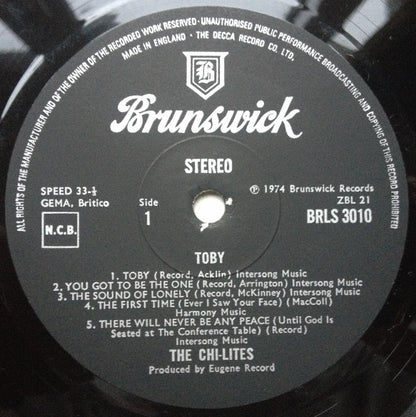 ALL RIGHTS OF THE MANUFACTURER AND OF THE OWNER OF THE RECORDED WORK RESERVED · UNAUTHORISED PUBLIC PERFORMANCE BROADCASTING AND COPYING OF THIS RECORD PROHIBITED
MADE IN ENGLAND · THE DECCA RECORD CO. LTD.
B
Brunswick
STEREO
SPEED 33-⅓
GEMA, Britico
Side
1
℗ 1974 Brunswick Records
ZBL 21
BRLS 3010
N.C.B.
TOBY
1. TOBY (Record, Acklin) Intersong Music
2. YOU GOT TO BE THE ONE (Record, Arrington) Intersong Music
3. THE SOUND OF LONELY (Record, McKinney) Intersong Music
4. THE FIRST TIME (Ever I Saw Your Face) (MacColl)
Harmony Music
5. THERE WILL NEVER BE ANY PEACE (Until God Is
Seated at The Conference Table) (Record)
Intersong Music
THE CHI-LITES
Produced by Eugene Record